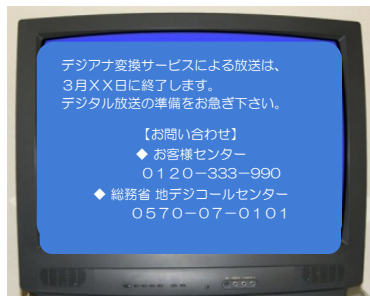 デジアナ変換サービスによる放送は、
３月ＸＸ日に終了します。
デジタル放送の準備をお急ぎ下さい。
【お問い合わせ】
◆ お客様センター
０１２０－３３３－９９０
◆ 総務省 地デジコールセンター
０５７０－０７－０１０１